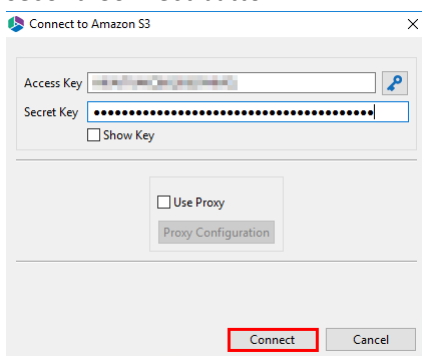 Connect to Amazon S3
Access Key
Secret Key ●●●●●●●●●●●●●●●●●●●●●●●●●●●●●●●●●●●●●●●●
Show Key
Use Proxy
Proxy Configuration
Connect Cancel